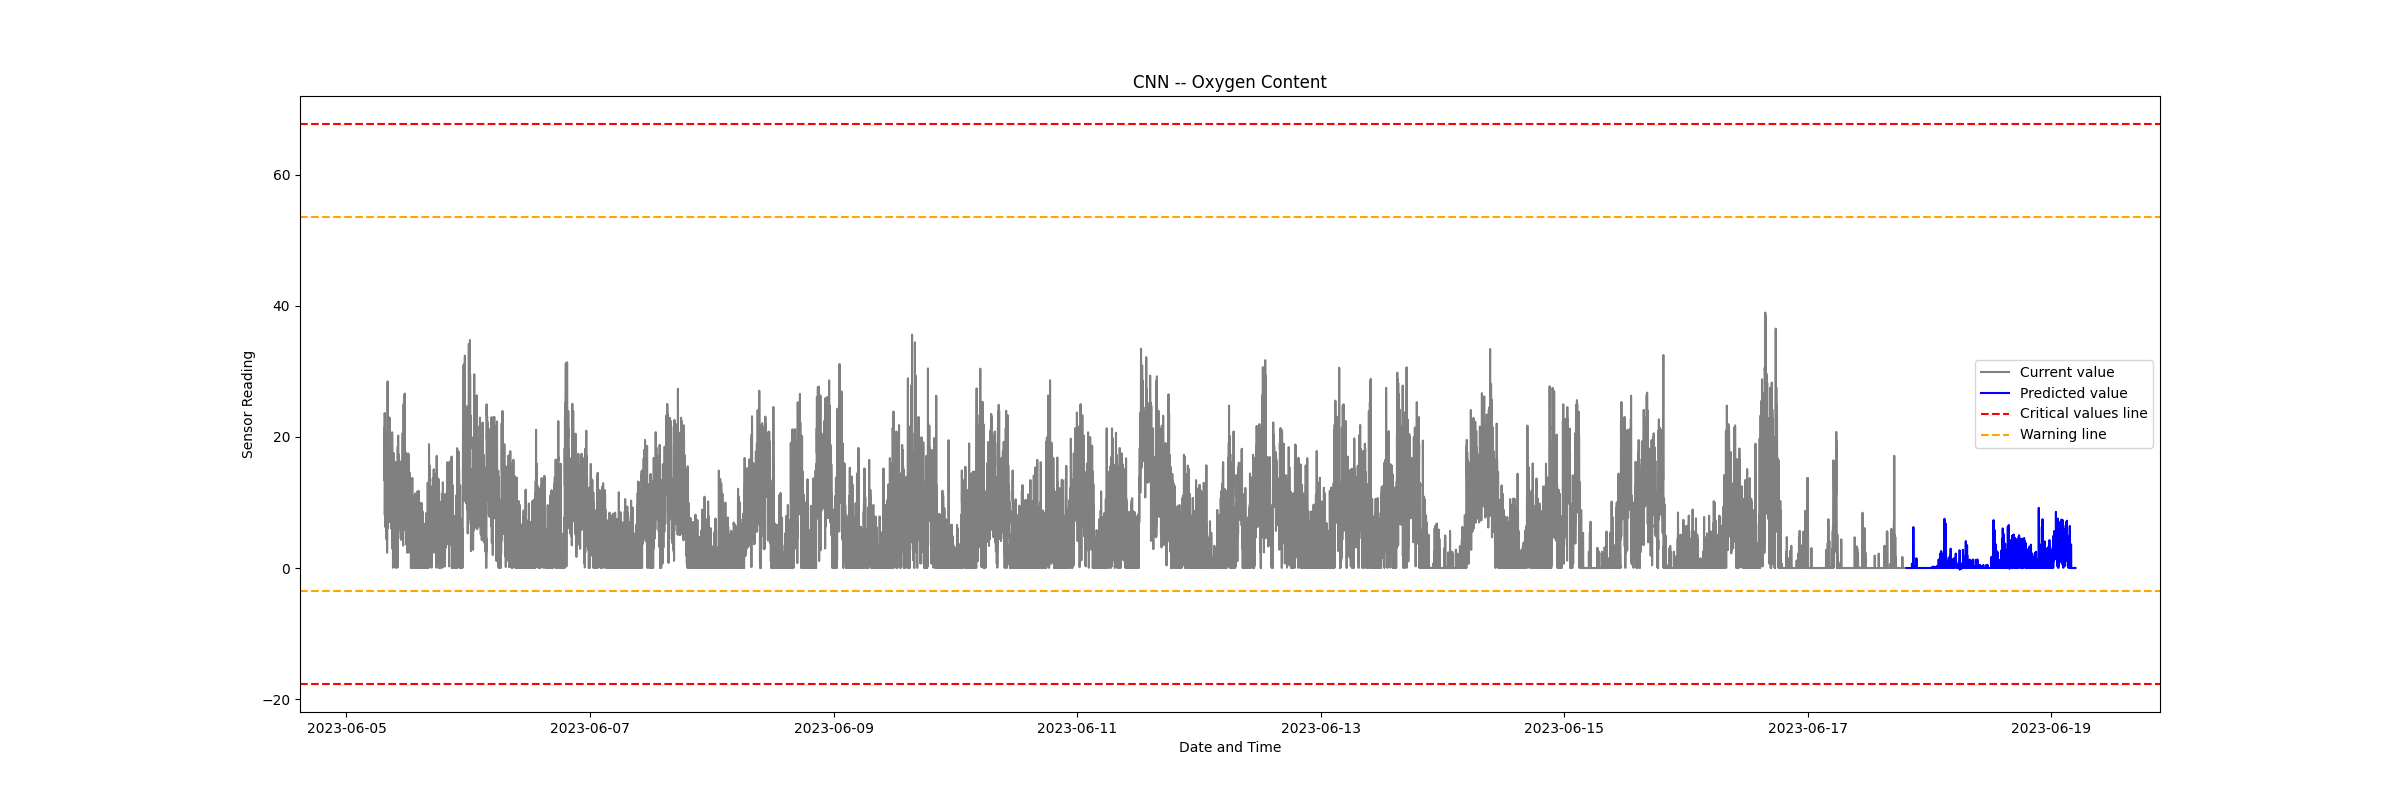 CNN -- Oxygen Content
60
40
20
0
−20
Sensor Reading
Current value
Predicted value
Critical values line
Warning line
2023-06-05 2023-06-07 2023-06-09 2023-06-11 2023-06-13 2023-06-15 2023-06-17 2023-06-19
Date and Time